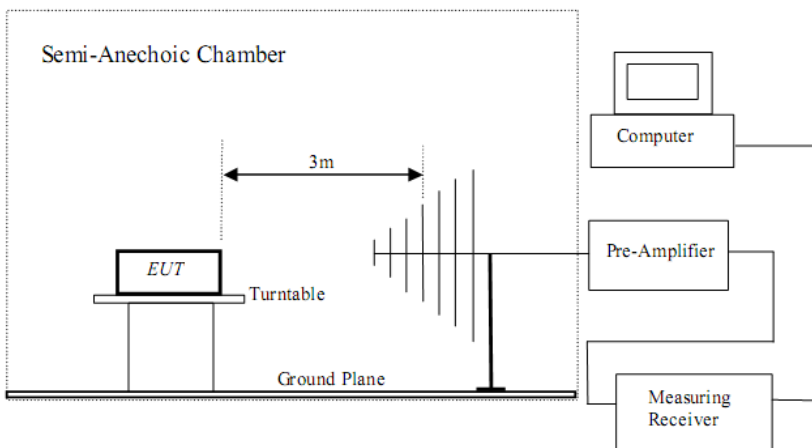 Semi-Anechoic Chamber
3m
EUT
Turntable
Ground Plane
Computer
Pre-Amplifier
Measuring
Receiver